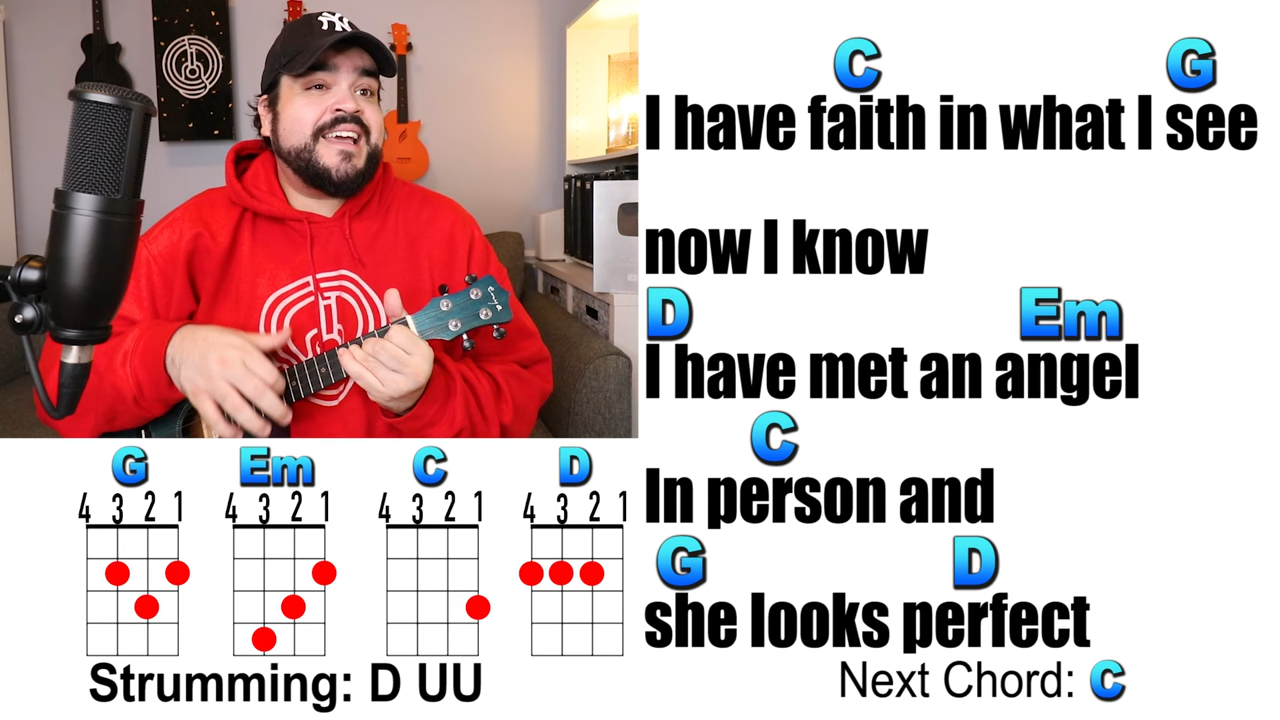 C G
I have faith in what I see
now I know
D Em
I have met an angel
C
In person and
G D
she looks perfect
Next Chord: C
G Em C D
4 3 2 1 4 3 2 1 4 3 2 1 4 3 2 1
Strumming: D UU
NY
enya